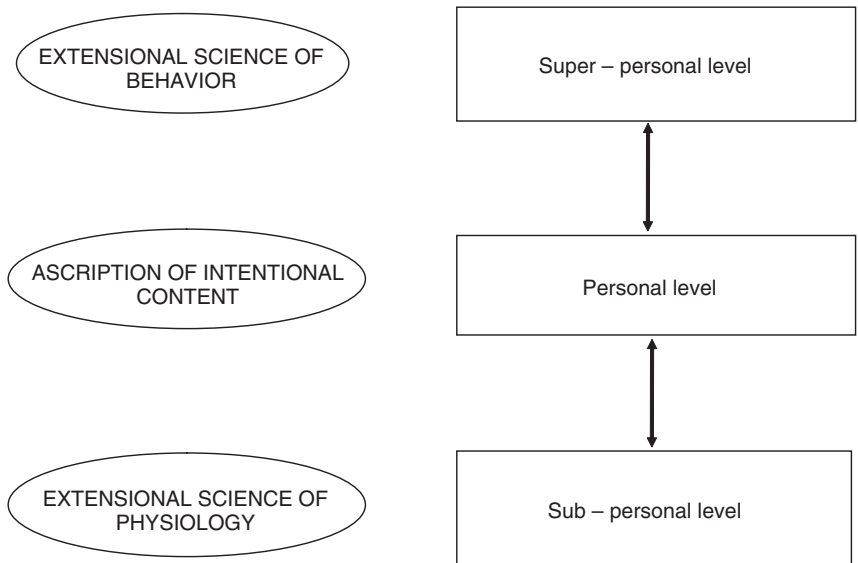 EXTENSIONAL SCIENCE OF
BEHAVIOR
Super – personal level
ASCRIPTION OF INTENTIONAL
CONTENT
Personal level
EXTENSIONAL SCIENCE OF
PHYSIOLOGY
Sub – personal level